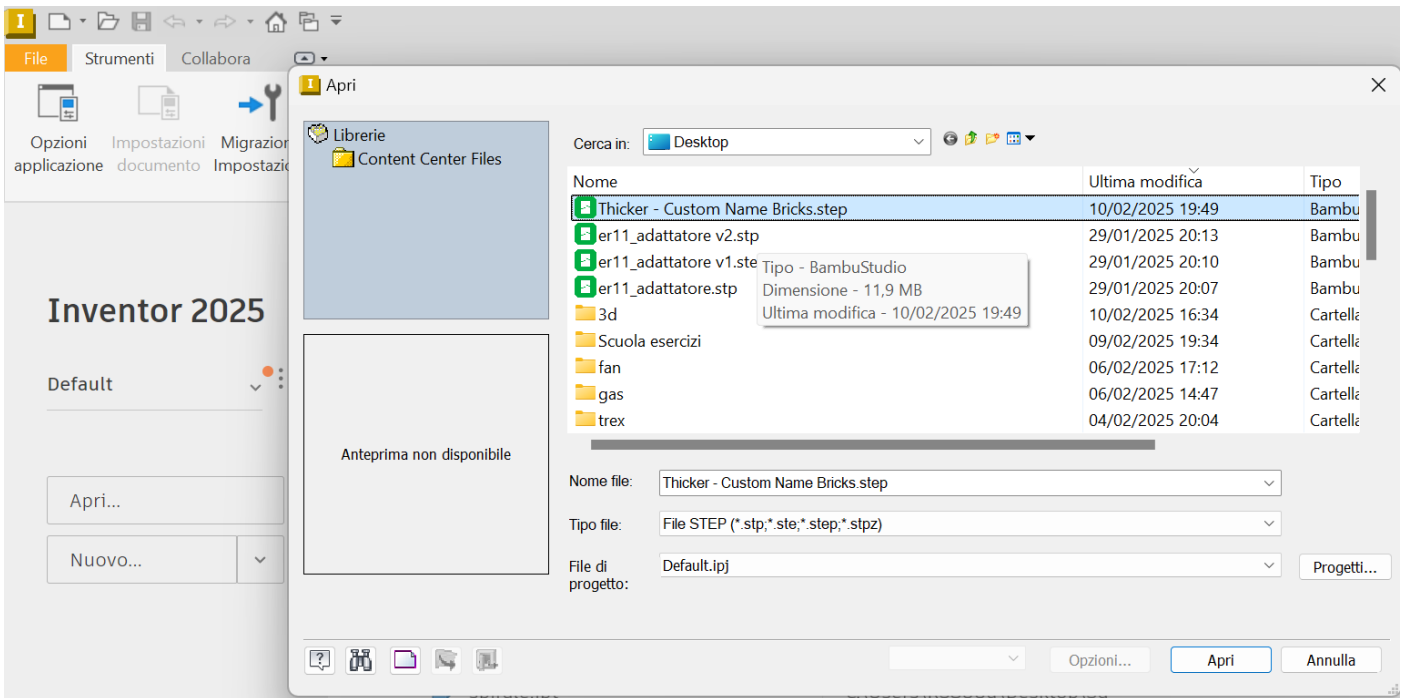 File
Strumenti
Collabora
Opzioni applicazione
Impostazioni documento
Migrazion
Impostazio
Inventor 2025
Default
Apri...
Nuovo...
Apri
Librerie
Content Center Files
Anteprima non disponibile
Cerca in: Desktop
Nome Ultima modifica Tipo
Thicker - Custom Name Bricks.step 10/02/2025 19:49 Bambu
er11_adattatore v2.stp 29/01/2025 20:13 Bambu
er11_adattatore v1.ste 29/01/2025 20:10 Bambu
er11_adattatore.stp 29/01/2025 20:07 Bambu
Tipo - BambuStudio
Dimensione - 11,9 MB
Ultima modifica - 10/02/2025 19:49
3d 10/02/2025 16:34 Cartella
Scuola esercizi 09/02/2025 19:34 Cartella
fan 06/02/2025 17:12 Cartella
gas 06/02/2025 14:47 Cartella
trex 04/02/2025 20:04 Cartella
Nome file: Thicker - Custom Name Bricks.step
Tipo file: File STEP (*.stp;*.ste;*.step;*.stpz)
File di progetto: Default.ipj
Progetti...
Opzioni...
Apri
Annulla